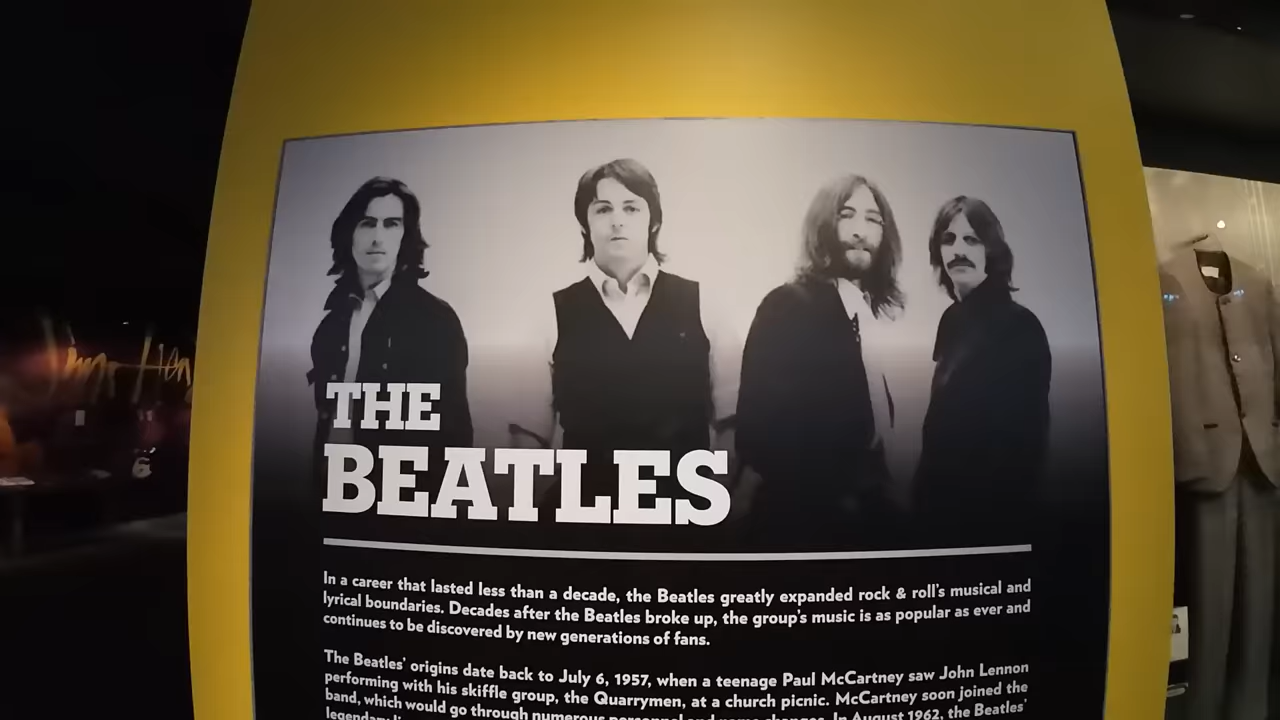 THE
BEATLES
In a career that lasted less than a decade, the Beatles greatly expanded rock & roll's musical and
lyrical boundaries. Decades after the Beatles broke up, the group's music is as popular as ever and
continues to be discovered by new generations of fans.
The Beatles' origins date back to July 6, 1957, when a teenage Paul McCartney saw John Lennon
performing with his skiffle group, the Quarrymen, at a church picnic. McCartney soon joined the
band, which would go through numerous personnel and name changes. In August 1962, the Beatles'
legendary